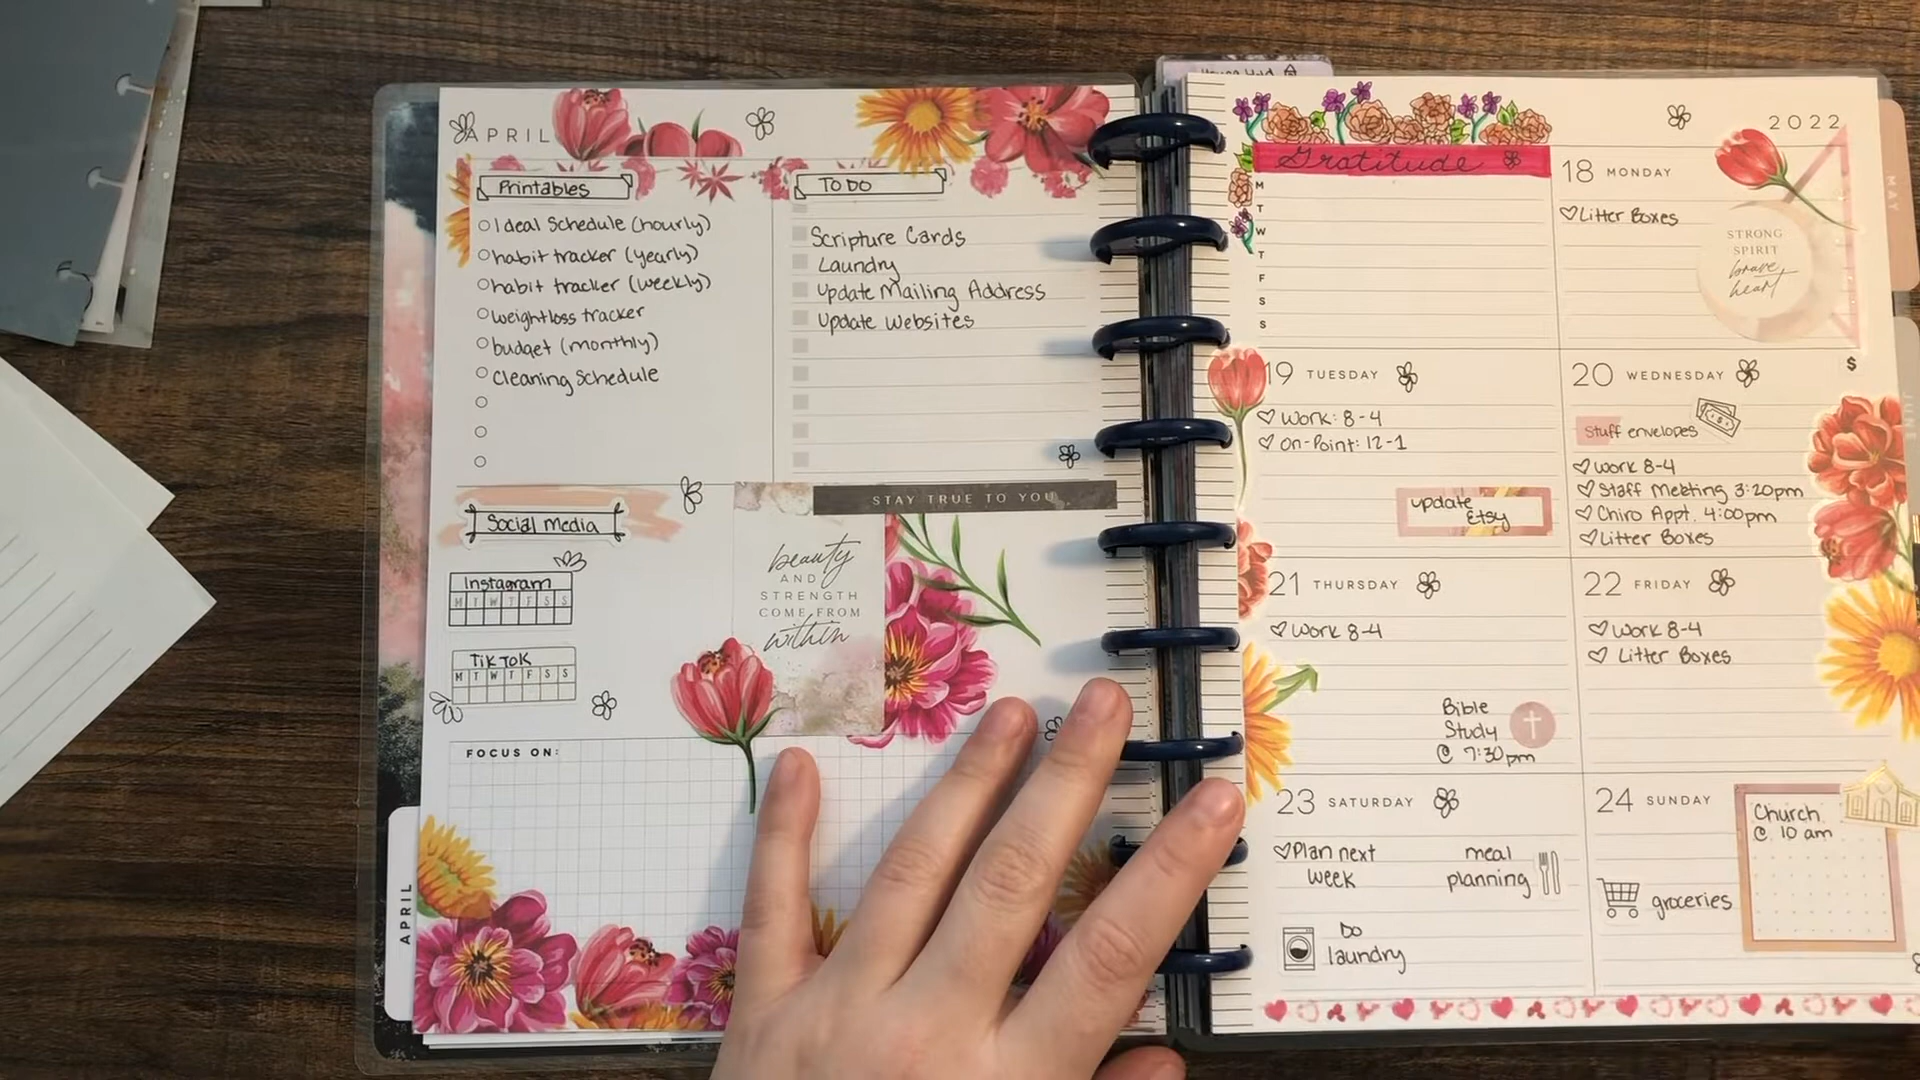 APRIL
Printables
Ideal Schedule (hourly)
habit tracker (yearly)
habit tracker (weekly)
weightloss tracker
budget (monthly)
Cleaning Schedule
TO DO
Scripture Cards
Laundry
Update Mailing Address
Update Websites
Social Media
Instagram
M T W T F S S
TikTok
M T W T F S S
STAY TRUE TO YOU
beauty
AND
STRENGTH
COME FROM
within
FOCUS ON:
APRIL
2022
Gratitude
M
T
W
T
F
S
S
18 MONDAY
Litter Boxes
STRONG
SPIRIT
brave
heart
$
19 TUESDAY
Work: 8-4
On-Point: 12-1
update
Etsy
20 WEDNESDAY
Stuff envelopes
Work 8-4
Staff Meeting 3:20pm
Chiro Appt. 4:00pm
Litter Boxes
21 THURSDAY
Work 8-4
Bible
Study
@ 7:30pm
22 FRIDAY
Work 8-4
Litter Boxes
23 SATURDAY
Plan next
week
meal
planning
Do
laundry
24 SUNDAY
Church
@ 10 am
groceries
MAY
JUNE